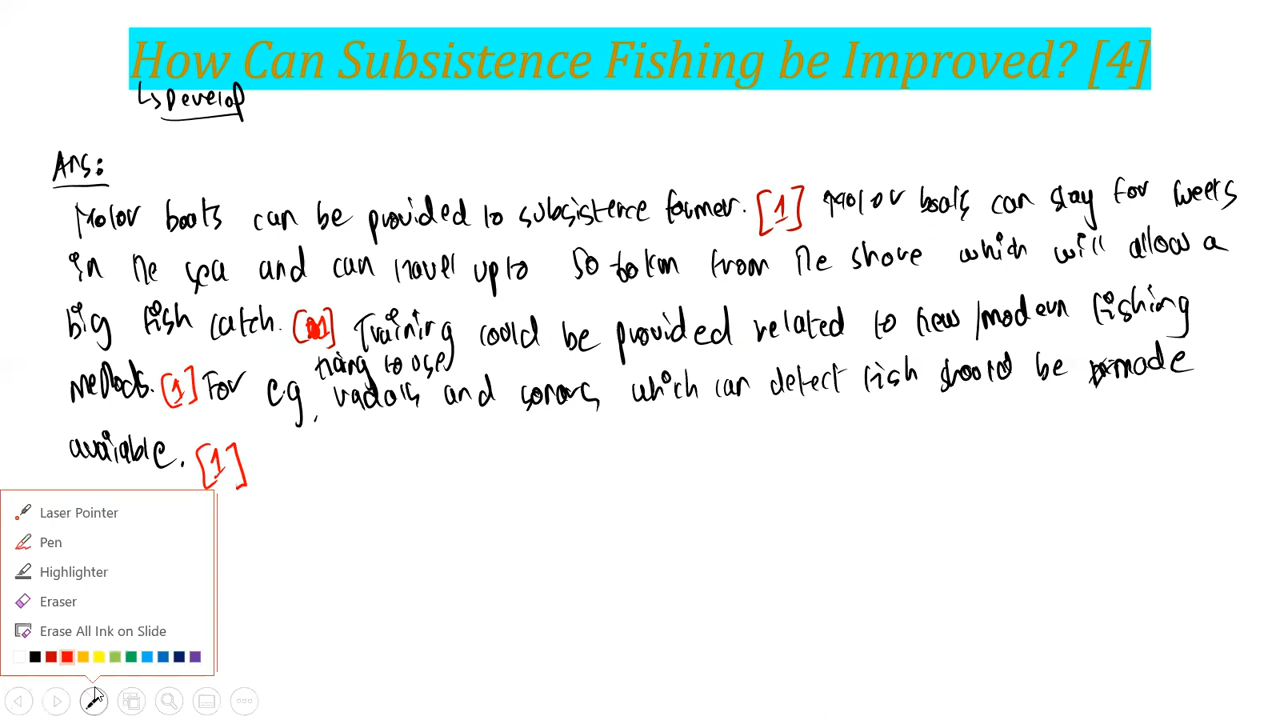 How Can Subsistence Fishing be Improved? [4]
↳ Develop
Ans:
Motor boats can be provided to subsistence farmer. [1] Motor boats can stay for weeks
in the sea and can travel upto 50 to km from the shore which will allow a
big fish catch. [1] Training could be provided related to new/modern fishing
methods. [1] For e.g, training to use radars and sonars which can detect fish should be made
available. [1]
Laser Pointer
Pen
Highlighter
Eraser
Erase All Ink on Slide